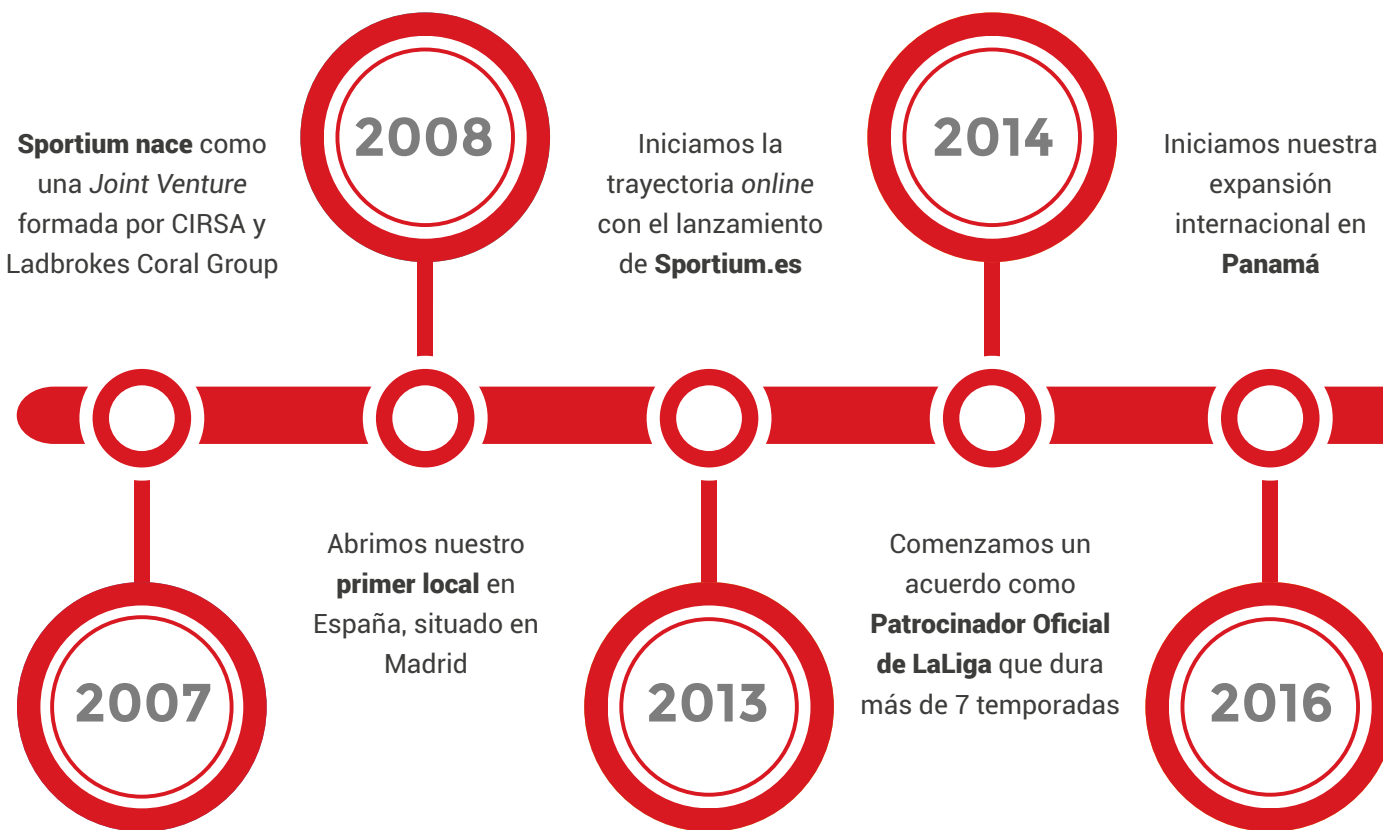 Sportium nace como
una Joint Venture
formada por CIRSA y
Ladbrokes Coral Group
2007
2008
Abrimos nuestro
primer local en
España, situado en
Madrid
Iniciamos la
trayectoria online
con el lanzamiento
de Sportium.es
2013
2014
Comenzamos un
acuerdo como
Patrocinador Oficial
de LaLiga que dura
más de 7 temporadas
Iniciamos nuestra
expansión
internacional en
Panamá
2016